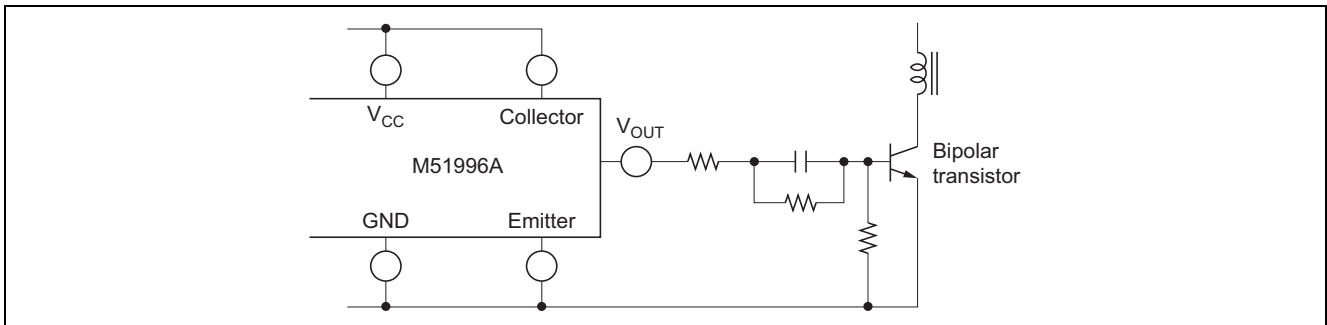 V_CC
Collector
V_OUT
M51996A
Bipolar
transistor
GND
Emitter